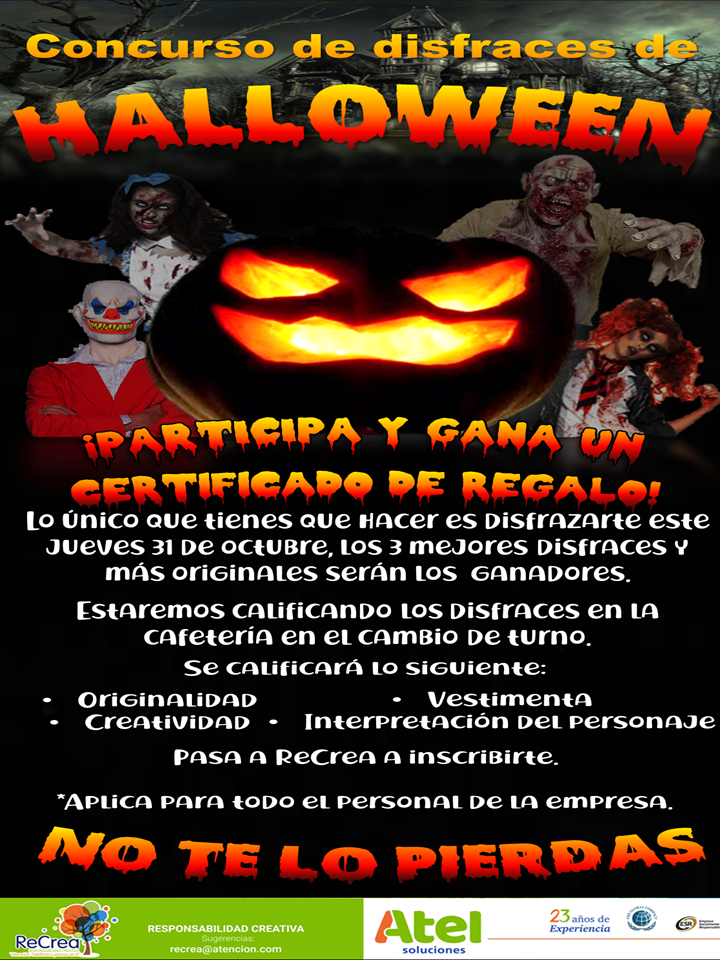 Concurso de disfraces de
HALLOWEEN
¡PARTICIPA Y GANA UN
CERTIFICADO DE REGALO!
Lo único que tienes que hacer es disfrazarte este
jueves 31 de octubre, los 3 mejores disfraces y
más originales serán los ganadores.
Estaremos calificando los disfraces en la
cafetería en el cambio de turno.
Se calificará lo siguiente:
• Originalidad • Vestimenta
• Creatividad • Interpretación del personaje
Pasa a ReCrea a inscribirte.
*Aplica para todo el personal de la empresa.
NO TE LO PIERDAS
ReCrea
RESPONSABILIDAD CREATIVA
Sugerencias:
recrea@atencion.com
Atel
soluciones
23 años de
Experiencia
ESR